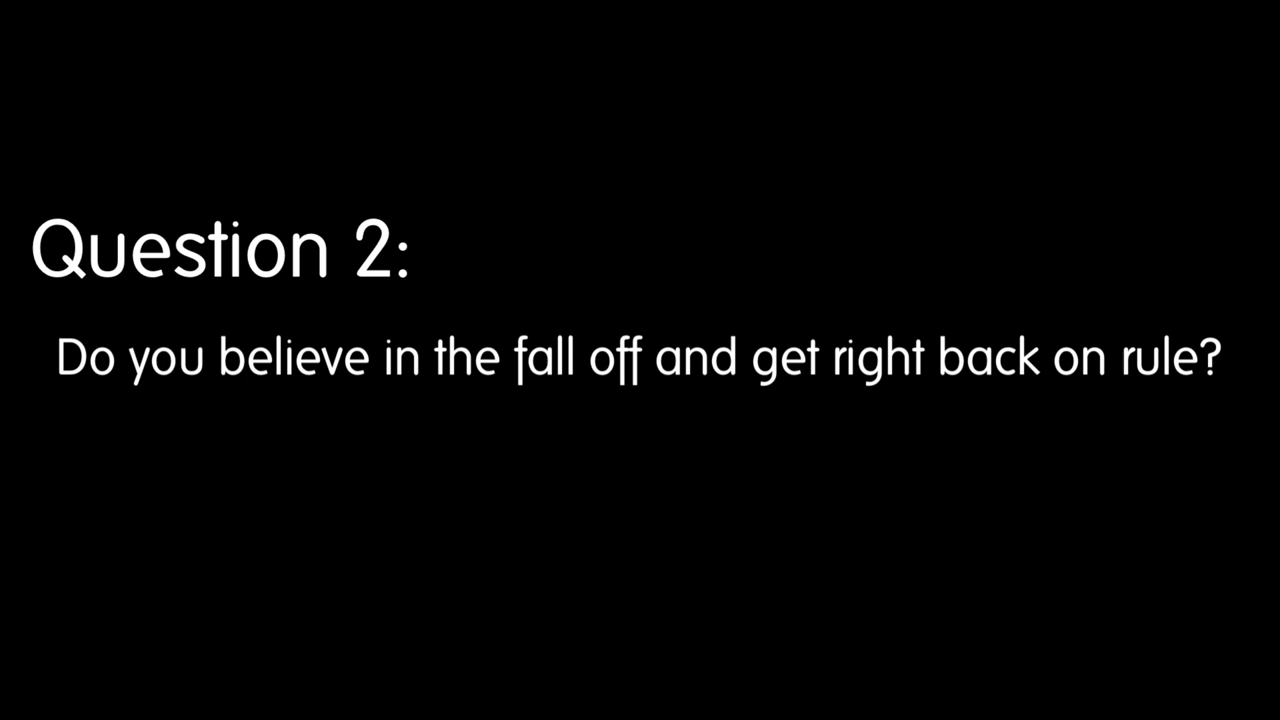 Question 2:
Do you believe in the fall off and get right back on rule?